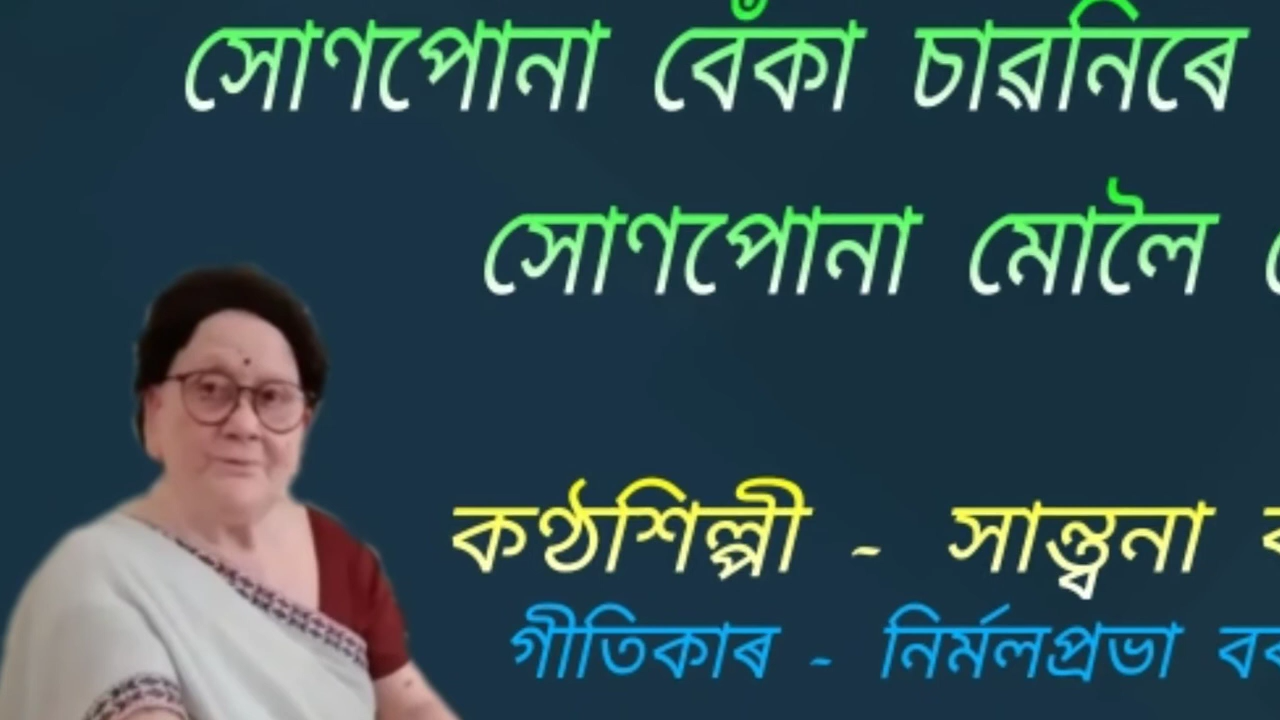 সোণপোনা বেঁকা চাৱনিৰে
সোণপোনা মোলৈ
কণ্ঠশিল্পী - সান্ত্বনা
গীতিকাৰ - নিৰ্মলপ্ৰভা